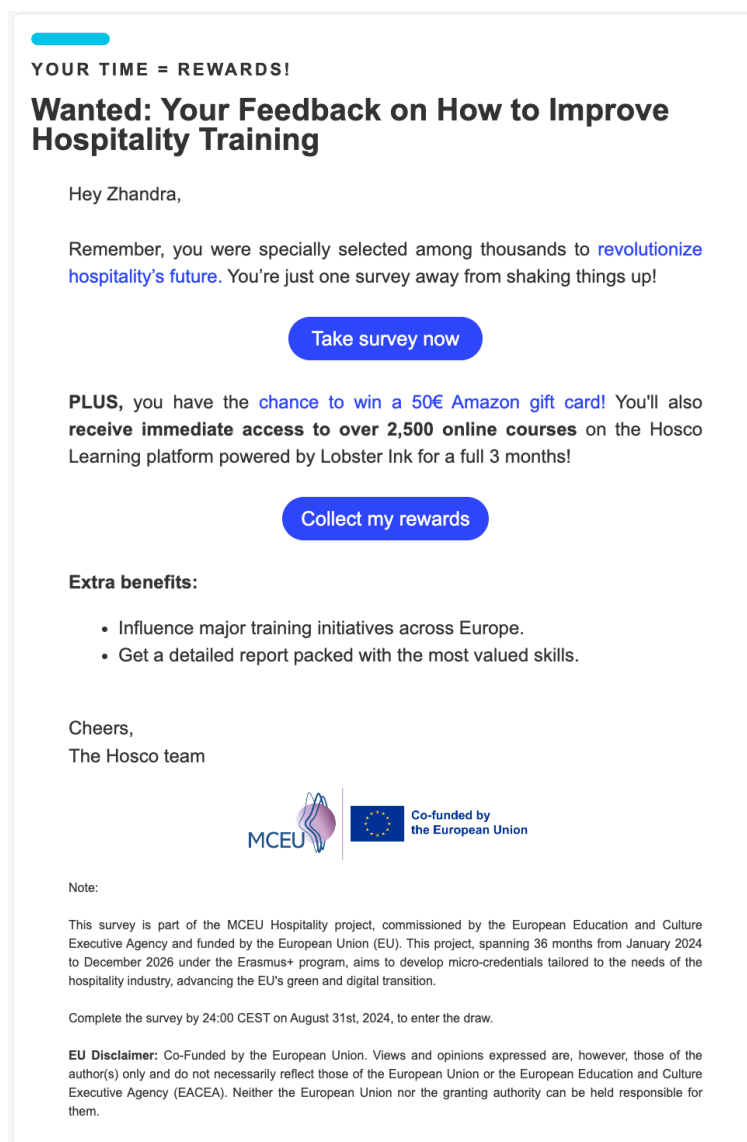 YOUR TIME = REWARDS!
Wanted: Your Feedback on How to Improve
Hospitality Training
Hey Zhandra,
Remember, you were specially selected among thousands to revolutionize
hospitality’s future. You’re just one survey away from shaking things up!
Take survey now
PLUS, you have the chance to win a 50€ Amazon gift card! You'll also
receive immediate access to over 2,500 online courses on the Hosco
Learning platform powered by Lobster Ink for a full 3 months!
Collect my rewards
Extra benefits:
• Influence major training initiatives across Europe.
• Get a detailed report packed with the most valued skills.
Cheers,
The Hosco team
MCEU
Co-funded by
the European Union
Note:
This survey is part of the MCEU Hospitality project, commissioned by the European Education and Culture
Executive Agency and funded by the European Union (EU). This project, spanning 36 months from January 2024
to December 2026 under the Erasmus+ program, aims to develop micro-credentials tailored to the needs of the
hospitality industry, advancing the EU's green and digital transition.
Complete the survey by 24:00 CEST on August 31st, 2024, to enter the draw.
EU Disclaimer: Co-Funded by the European Union. Views and opinions expressed are, however, those of the
author(s) only and do not necessarily reflect those of the European Union or the European Education and Culture
Executive Agency (EACEA). Neither the European Union nor the granting authority can be held responsible for
them.